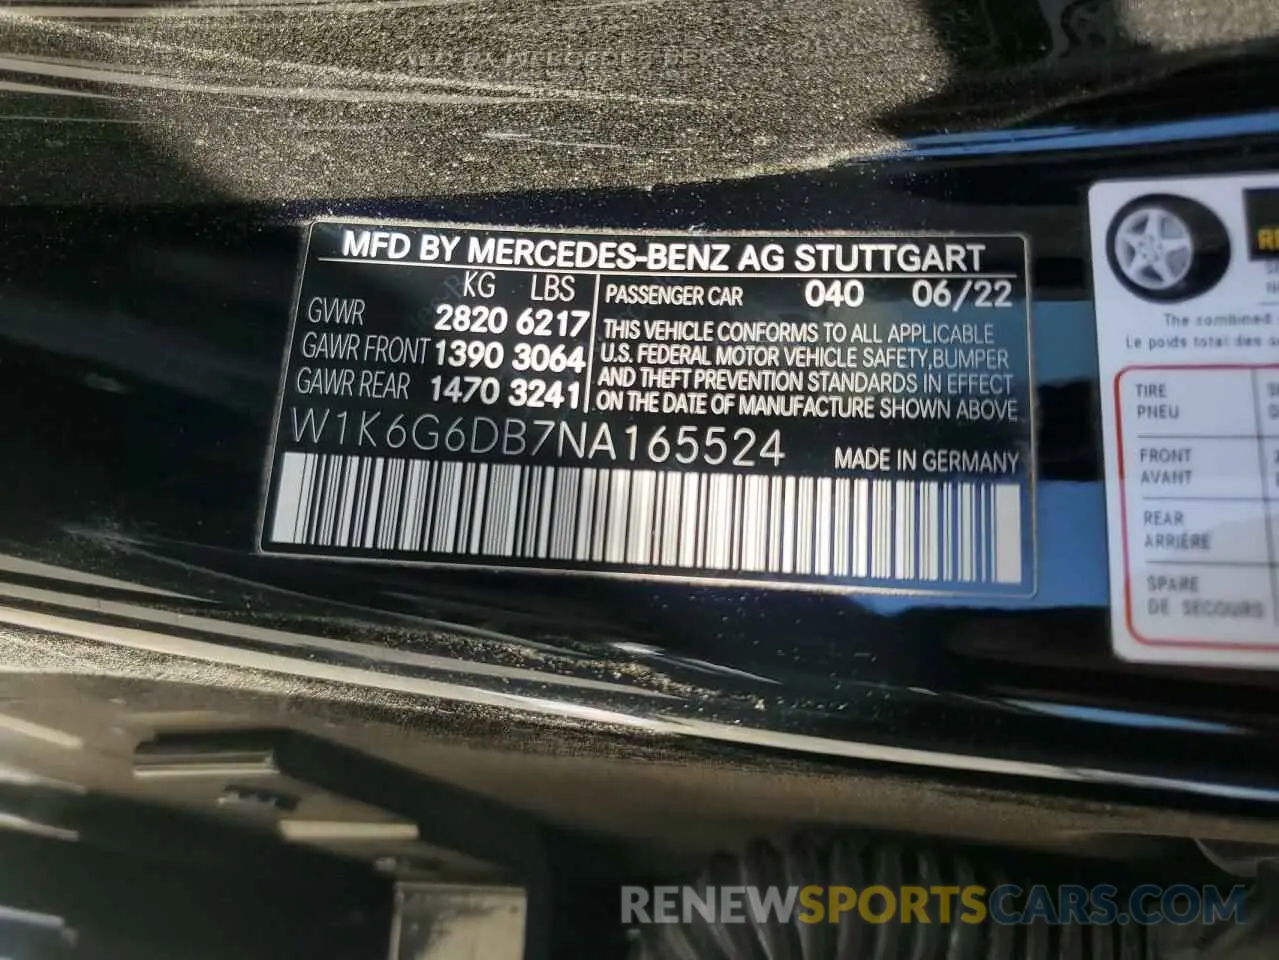 MFD BY MERCEDES-BENZ AG STUTTGART
KG LBS
GVWR 2820 6217
GAWR FRONT 1390 3064
GAWR REAR 1470 3241
PASSENGER CAR 040 06/22
THIS VEHICLE CONFORMS TO ALL APPLICABLE
U.S. FEDERAL MOTOR VEHICLE SAFETY, BUMPER
AND THEFT PREVENTION STANDARDS IN EFFECT
ON THE DATE OF MANUFACTURE SHOWN ABOVE
W1K6G6DB7NA165524
MADE IN GERMANY
The combined
Le poids total des
TIRE
PNEU
FRONT
AVANT
REAR
ARRIÈRE
SPARE
DE SECOURS
RENEWSPORTSCARS.COM